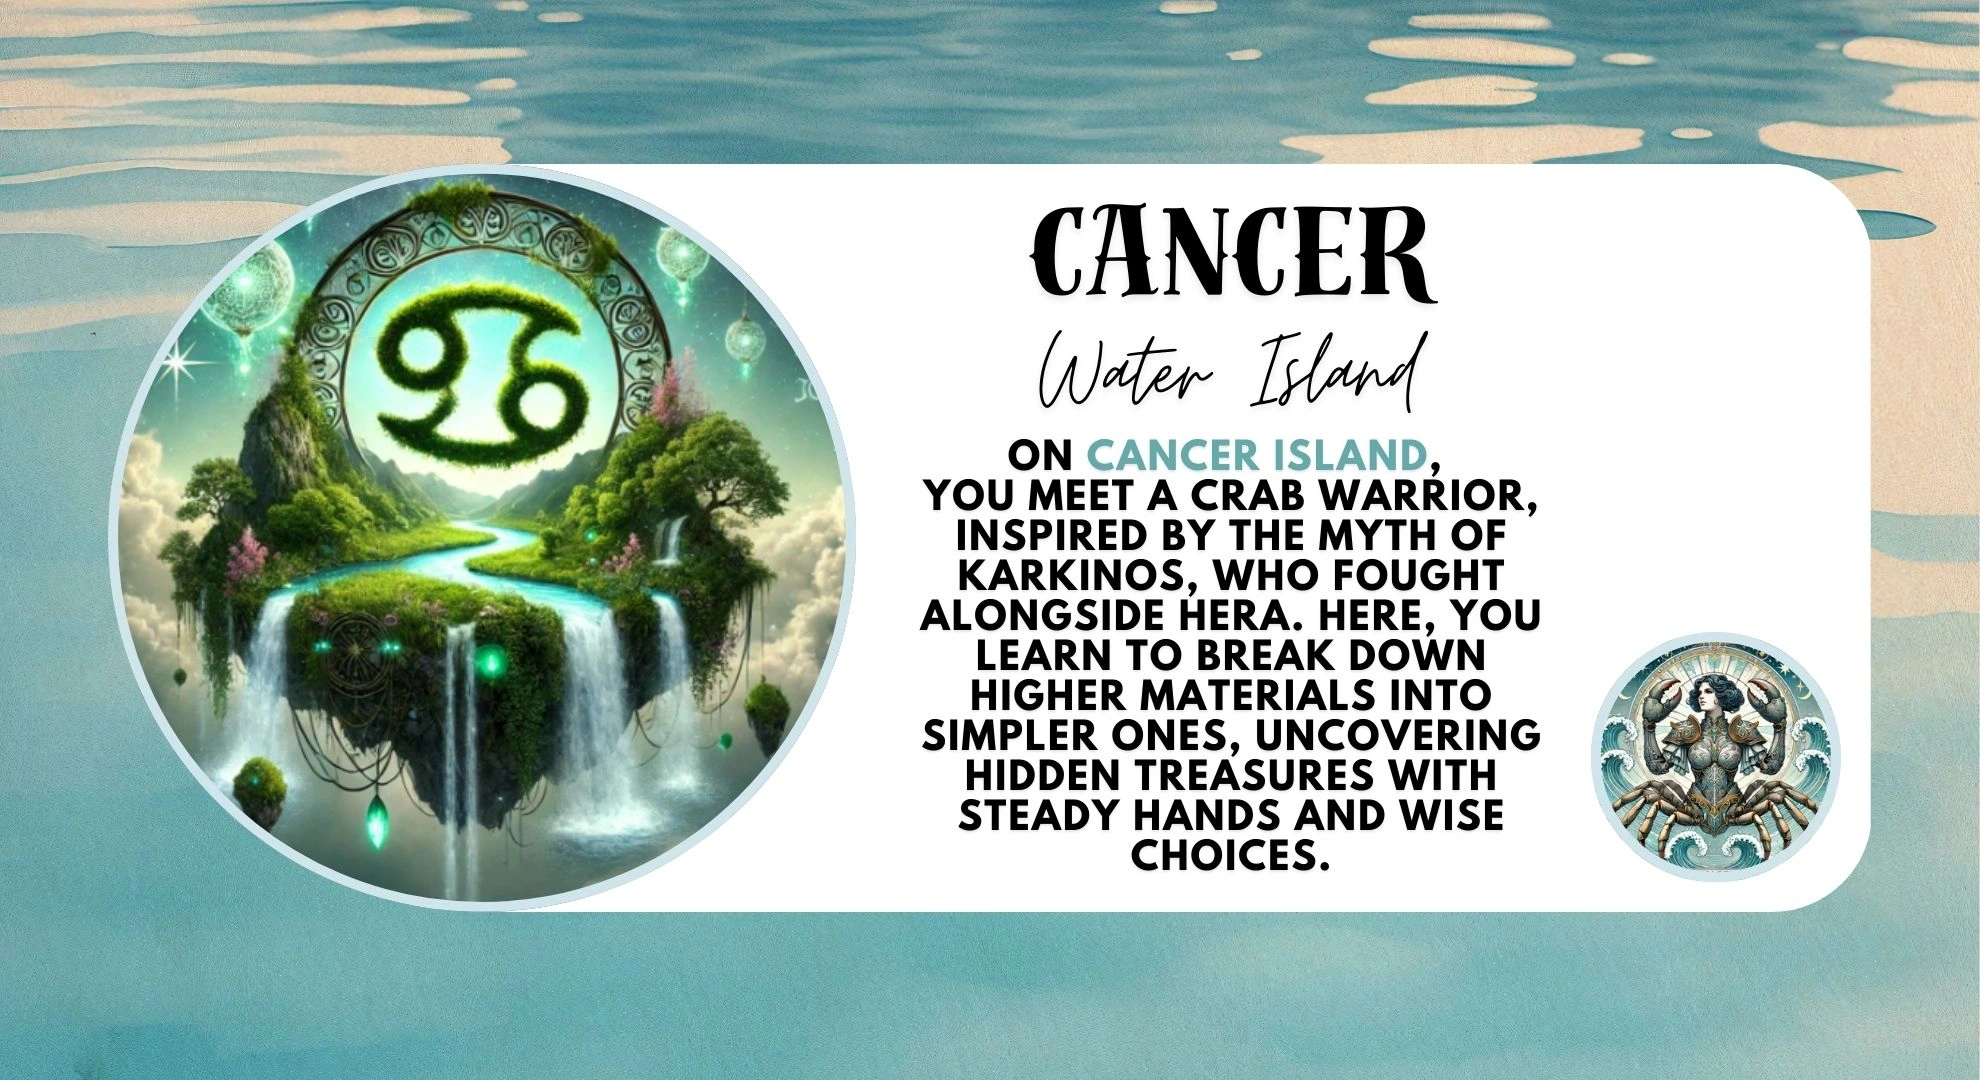 CANCER
Water Island
ON CANCER ISLAND,
YOU MEET A CRAB WARRIOR,
INSPIRED BY THE MYTH OF
KARKINOS, WHO FOUGHT
ALONGSIDE HERA. HERE, YOU
LEARN TO BREAK DOWN
HIGHER MATERIALS INTO
SIMPLER ONES, UNCOVERING
HIDDEN TREASURES WITH
STEADY HANDS AND WISE
CHOICES.